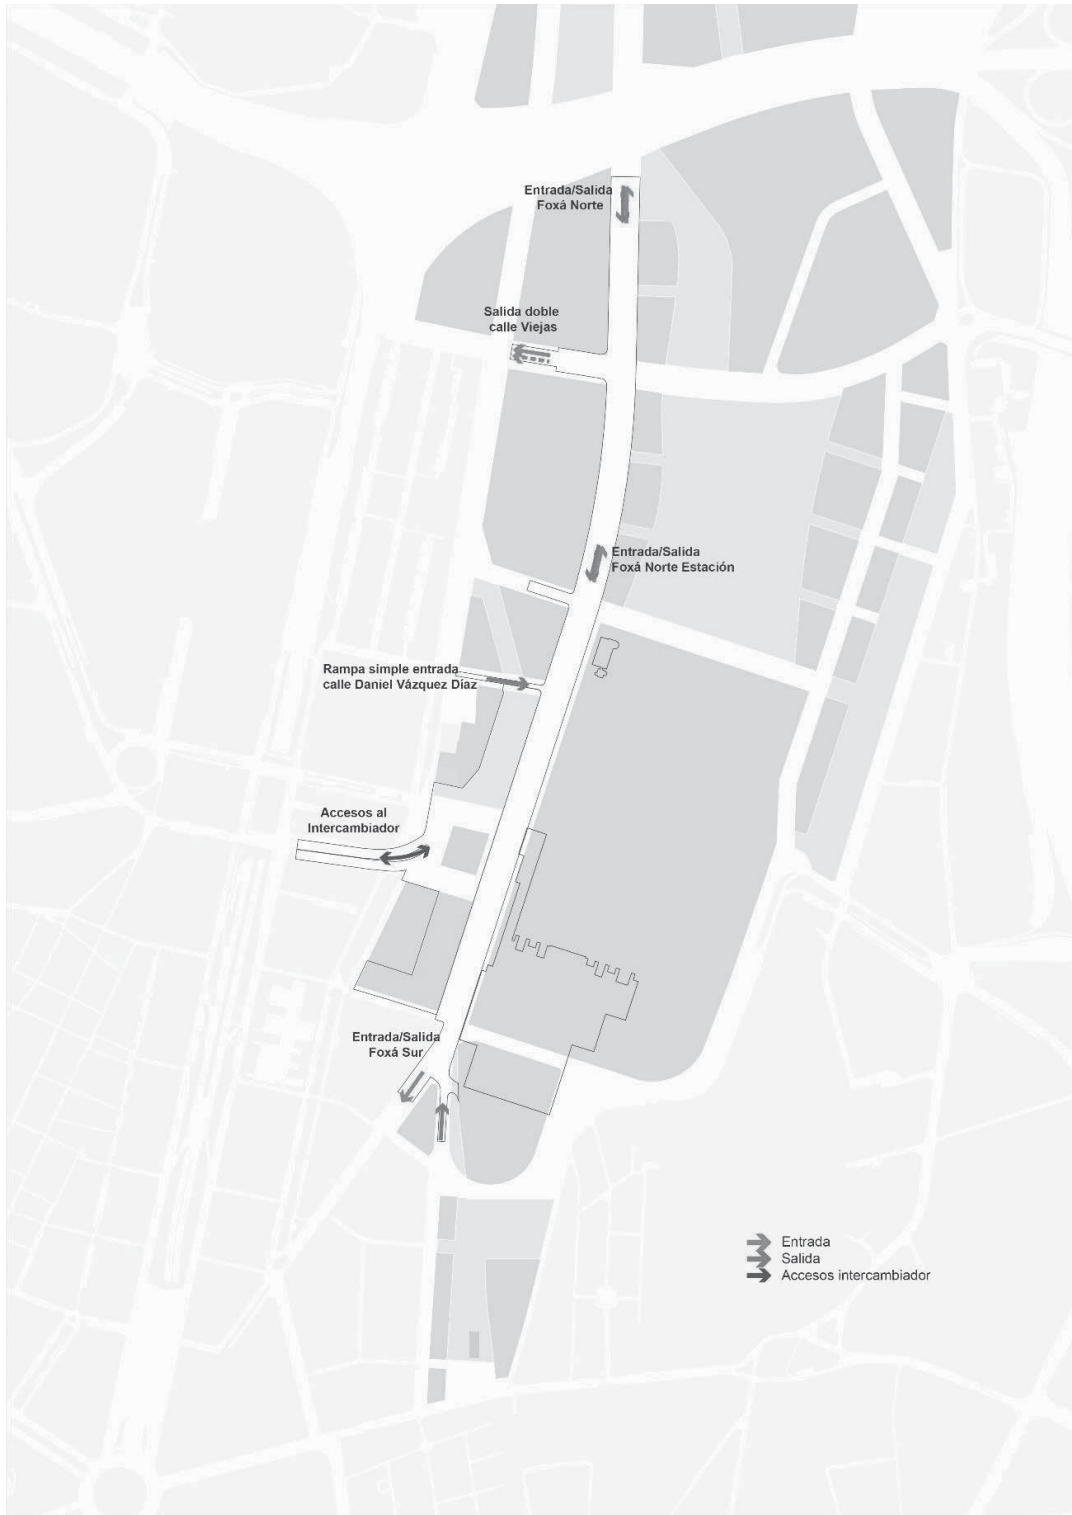 Entrada/Salida
Foxá Norte
Salida doble
calle Viejas
Entrada/Salida
Foxá Norte Estación
Rampa simple entrada
calle Daniel Vázquez Díaz
Accesos al
Intercambiador
Entrada/Salida
Foxá Sur
Entrada
Salida
Accesos intercambiador